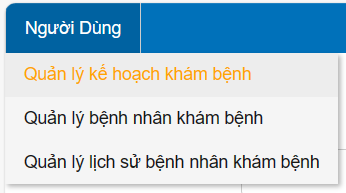 Người Dùng
Quản lý kế hoạch khám bệnh
Quản lý bệnh nhân khám bệnh
Quản lý lịch sử bệnh nhân khám bệnh